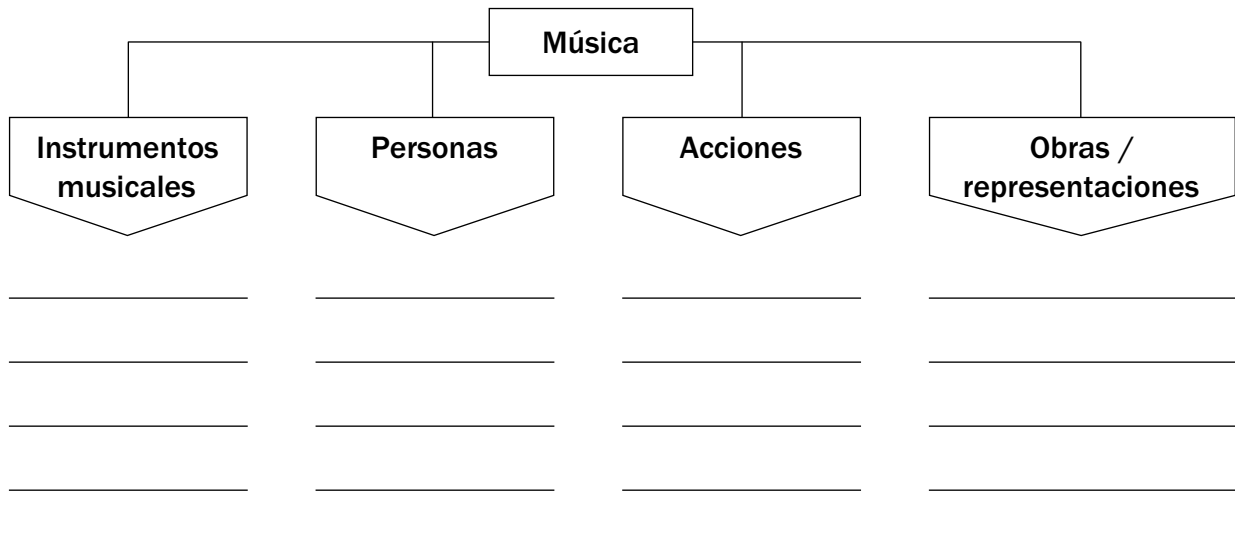 Música
Instrumentos
musicales
Personas
Acciones
Obras /
representaciones